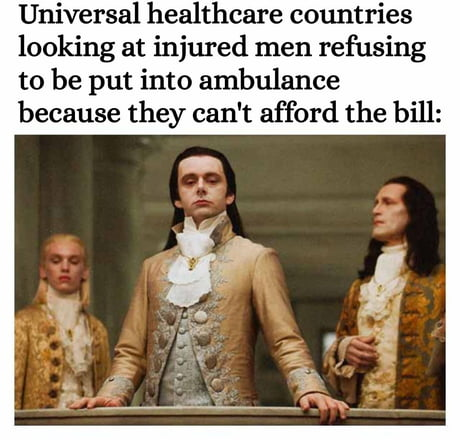 Universal healthcare countries
looking at injured men refusing
to be put into ambulance
because they can't afford the bill: